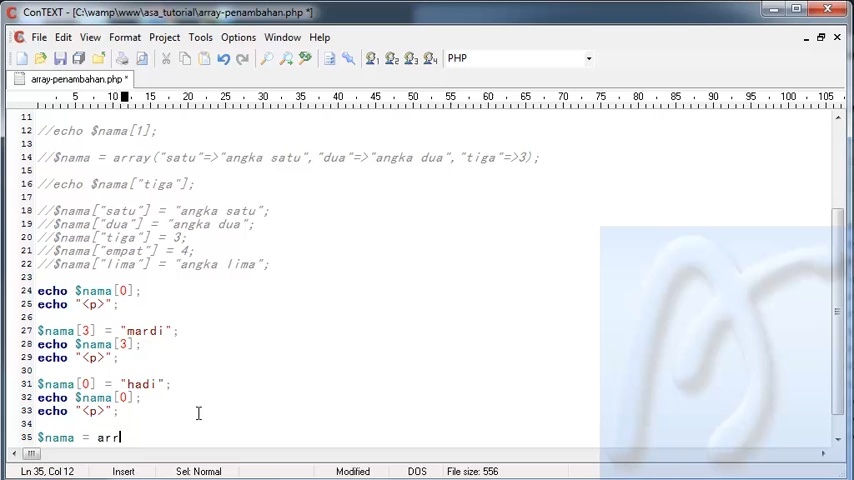 ConTEXT - [C:\wamp\www\asa_tutorial\array-penambahan.php *]
File Edit View Format Project Tools Options Window Help
1 2 3 4 PHP
array-penambahan.php *
5 10 15 20 25 30 35 40 45 50 55 60 65 70 75 80 85 90 95 100 105
11
12 //echo $nama[1];
13
14 //$nama = array("satu"=>"angka satu","dua"=>"angka dua","tiga"=>3);
15
16 //echo $nama["tiga"];
17
18 //$nama["satu"] = "angka satu";
19 //$nama["dua"] = "angka dua";
20 //$nama["tiga"] = 3;
21 //$nama["empat"] = 4;
22 //$nama["lima"] = "angka lima";
23
24 echo $nama[0];
25 echo "<p>";
26
27 $nama[3] = "mardi";
28 echo $nama[3];
29 echo "<p>";
30
31 $nama[0] = "hadi";
32 echo $nama[0];
33 echo "<p>";
34
35 $nama = arr
Ln 35, Col 12 Insert Sel: Normal Modified DOS File size: 556